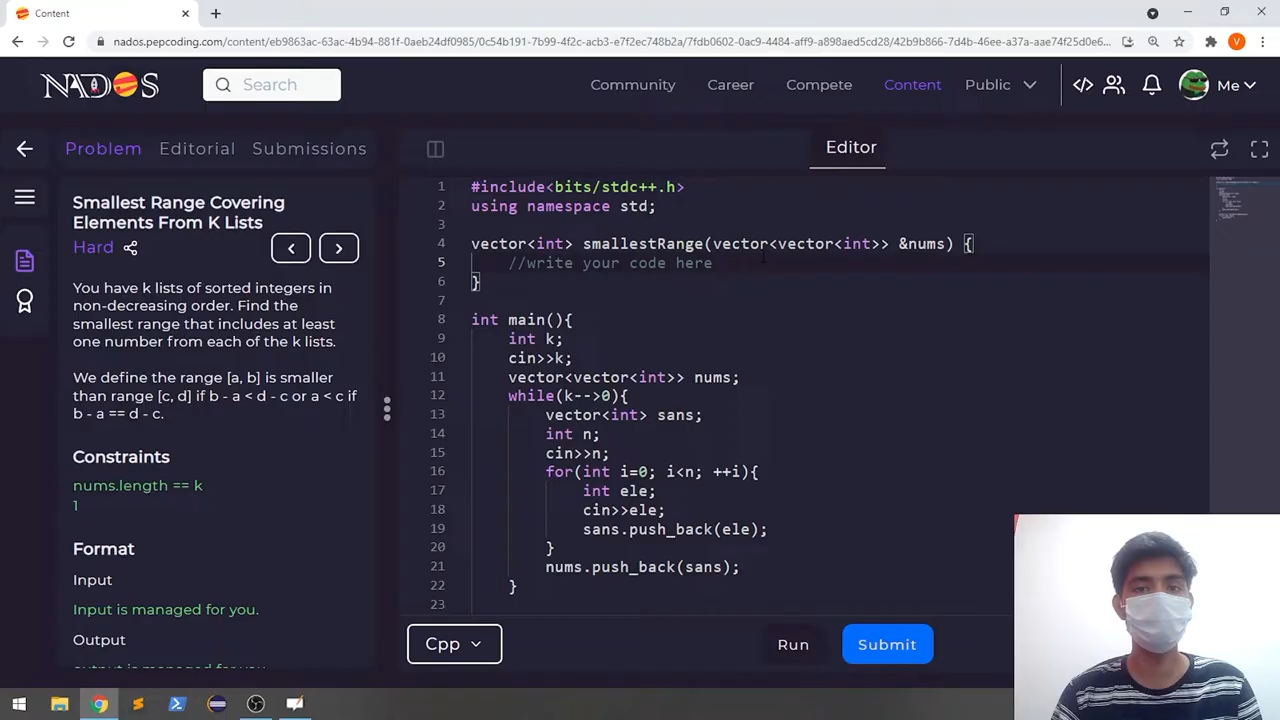 Content
nados.pepcoding.com/content/eb9863ac-63ac-4b94-881f-0aeb24df0985/0c54b191-7b99-4f2c-acb3-e7f2ec748b2a/7fdb0602-0ac9-4484-aff9-a898aed5cd28/42b9b866-7d4b-46ee-a37a-aae74f25d0e6...
V
NADOS
Search
Community
Career
Compete
Content
Public
Me
Problem
Editorial
Submissions
Editor
Smallest Range Covering
Elements From K Lists
Hard
You have k lists of sorted integers in
non-decreasing order. Find the
smallest range that includes at least
one number from each of the k lists.
We define the range [a, b] is smaller
than range [c, d] if b - a < d - c or a < c if
b - a == d - c.
Constraints
nums.length == k
1
Format
Input
Input is managed for you.
Output
output is managed for you
1 #include<bits/stdc++.h>
2 using namespace std;
3
4 vector<int> smallestRange(vector<vector<int>> &nums) {
5 //write your code here
6 }
7
8 int main(){
9 int k;
10 cin>>k;
11 vector<vector<int>> nums;
12 while(k-->0){
13 vector<int> sans;
14 int n;
15 cin>>n;
16 for(int i=0; i<n; ++i){
17 int ele;
18 cin>>ele;
19 sans.push_back(ele);
20 }
21 nums.push_back(sans);
22 }
23
Cpp
Run
Submit